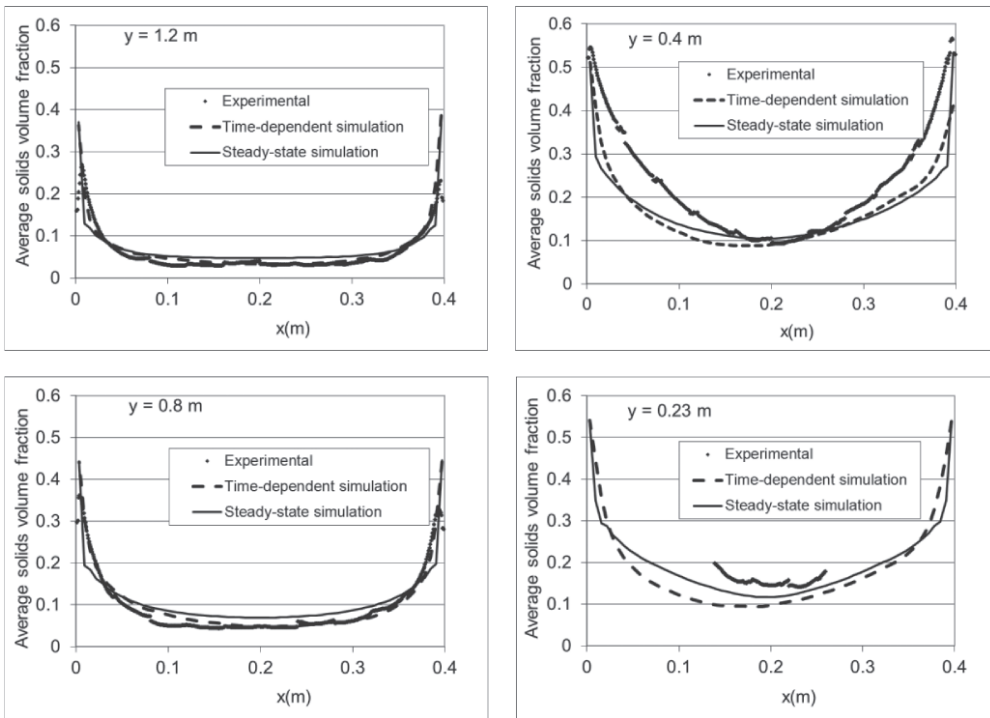 Average solids volume fraction
0.6
0.5
0.4
0.3
0.2
0.1
0
y = 1.2 m
Experimental
Time-dependent simulation
Steady-state simulation
0
0.1
0.2
0.3
0.4
x(m)
Average solids volume fraction
0.6
0.5
0.4
0.3
0.2
0.1
0
y = 0.4 m
Experimental
Time-dependent simulation
Steady-state simulation
0
0.1
0.2
0.3
0.4
x(m)
Average solids volume fraction
0.6
0.5
0.4
0.3
0.2
0.1
0
y = 0.8 m
Experimental
Time-dependent simulation
Steady-state simulation
0
0.1
0.2
0.3
0.4
x(m)
Average solids volume fraction
0.6
0.5
0.4
0.3
0.2
0.1
0
y = 0.23 m
Experimental
Time-dependent simulation
Steady-state simulation
0
0.1
0.2
0.3
0.4
x(m)